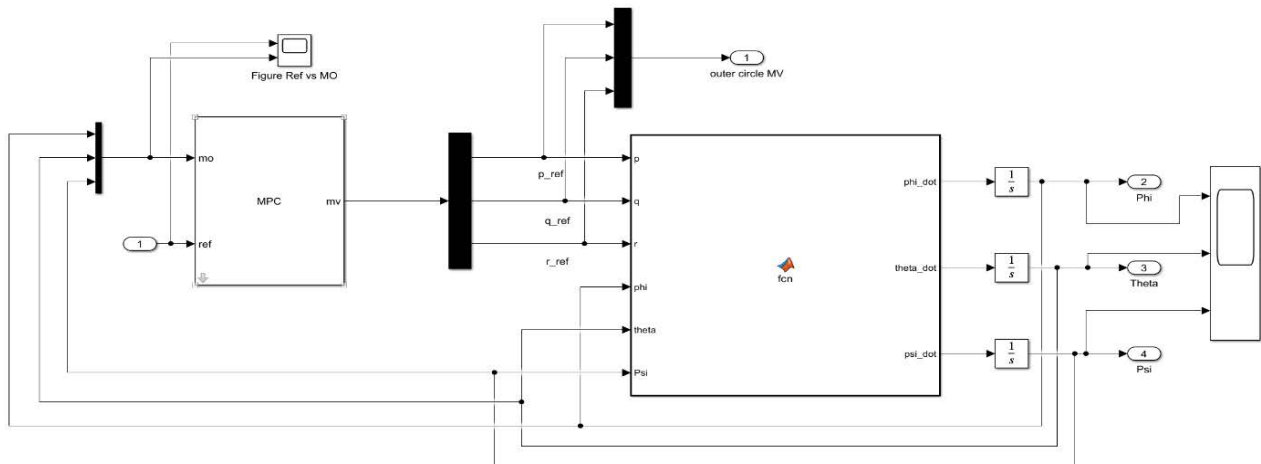 Figure Ref vs MO
1
outer circle MV
mo
MPC
mv
1
ref
p_ref
q_ref
r_ref
p
q
r
phi
theta
Psi
fcn
phi_dot
theta_dot
psi_dot
1
s
1
s
1
s
2
Phi
3
Theta
4
Psi